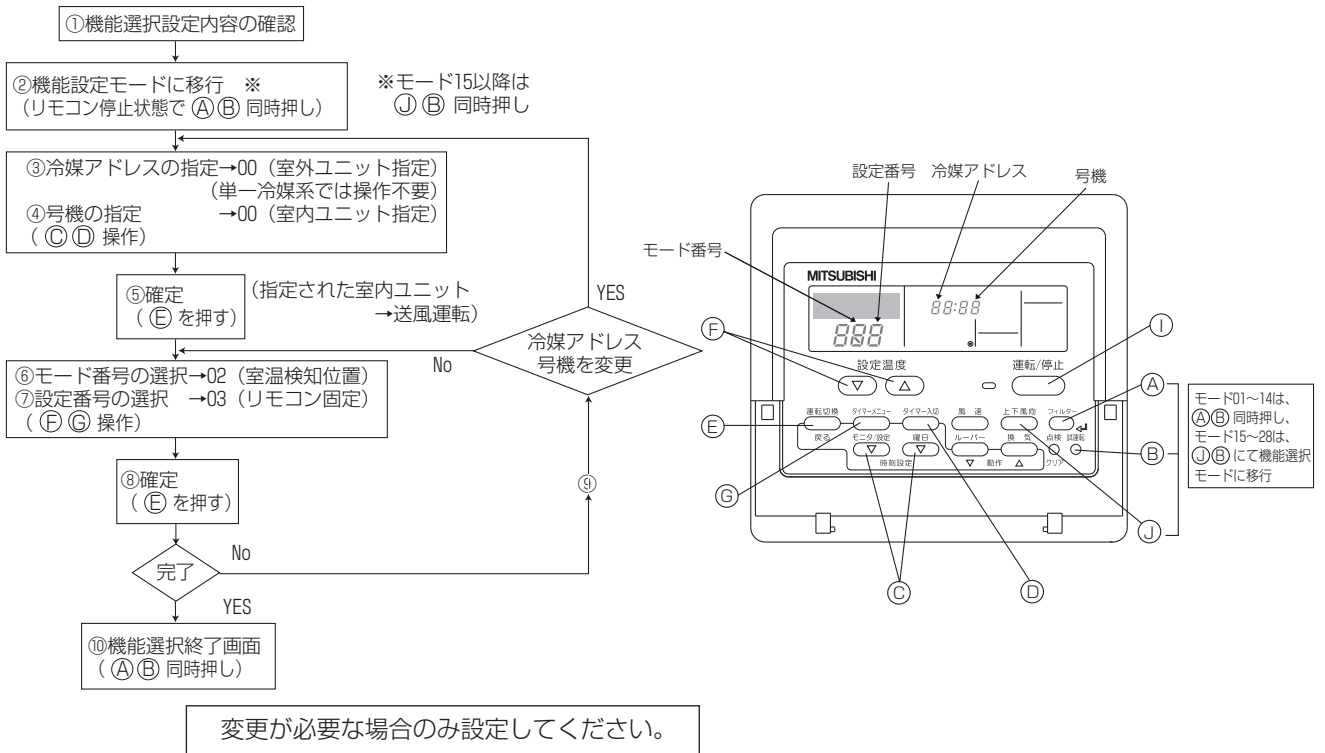 ①機能選択設定内容の確認
②機能設定モードに移行　※
（リモコン停止状態で Ⓐ Ⓑ 同時押し）
※モード15以降は
Ⓙ Ⓑ 同時押し
③冷媒アドレスの指定→00（室外ユニット指定）
（単一冷媒系では操作不要）
④号機の指定　→00（室内ユニット指定）
（ Ⓒ Ⓓ 操作）
⑤確定
（ Ⓔ を押す）
（指定された室内ユニット
→送風運転）
YES
冷媒アドレス
号機を変更
No
⑥モード番号の選択→02（室温検知位置）
⑦設定番号の選択　→03（リモコン固定）
（ Ⓕ Ⓖ 操作）
⑧確定
（ Ⓔ を押す）
⑨
完了
No
YES
⑩機能選択終了画面
（ Ⓐ Ⓑ 同時押し）
変更が必要な場合のみ設定してください。
設定番号　冷媒アドレス　号機
モード番号
MITSUBISHI
88:88
888
設定温度　運転/停止
▽ △
Ⓕ
Ⓘ
Ⓐ
運転切換 タイマーメニュー タイマー入切 風速 上下風向 フィルター
Ⓔ
戻る モニタ/設定 曜日 ルーバー 換気 点検 試運転
Ⓑ
▽ ▽
時刻設定 ▽ 動作 △ クリア
Ⓖ
Ⓙ
Ⓒ
Ⓓ
モード01～14は、
Ⓐ Ⓑ 同時押し、
モード15～28は、
Ⓙ Ⓑ にて機能選択
モードに移行